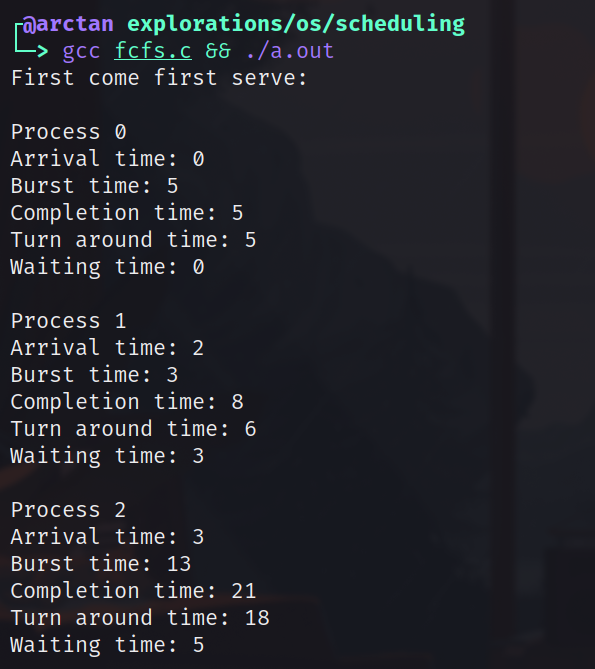 @arctan explorations/os/scheduling
> gcc fcfs.c && ./a.out
First come first serve:
Process 0
Arrival time: 0
Burst time: 5
Completion time: 5
Turn around time: 5
Waiting time: 0
Process 1
Arrival time: 2
Burst time: 3
Completion time: 8
Turn around time: 6
Waiting time: 3
Process 2
Arrival time: 3
Burst time: 13
Completion time: 21
Turn around time: 18
Waiting time: 5